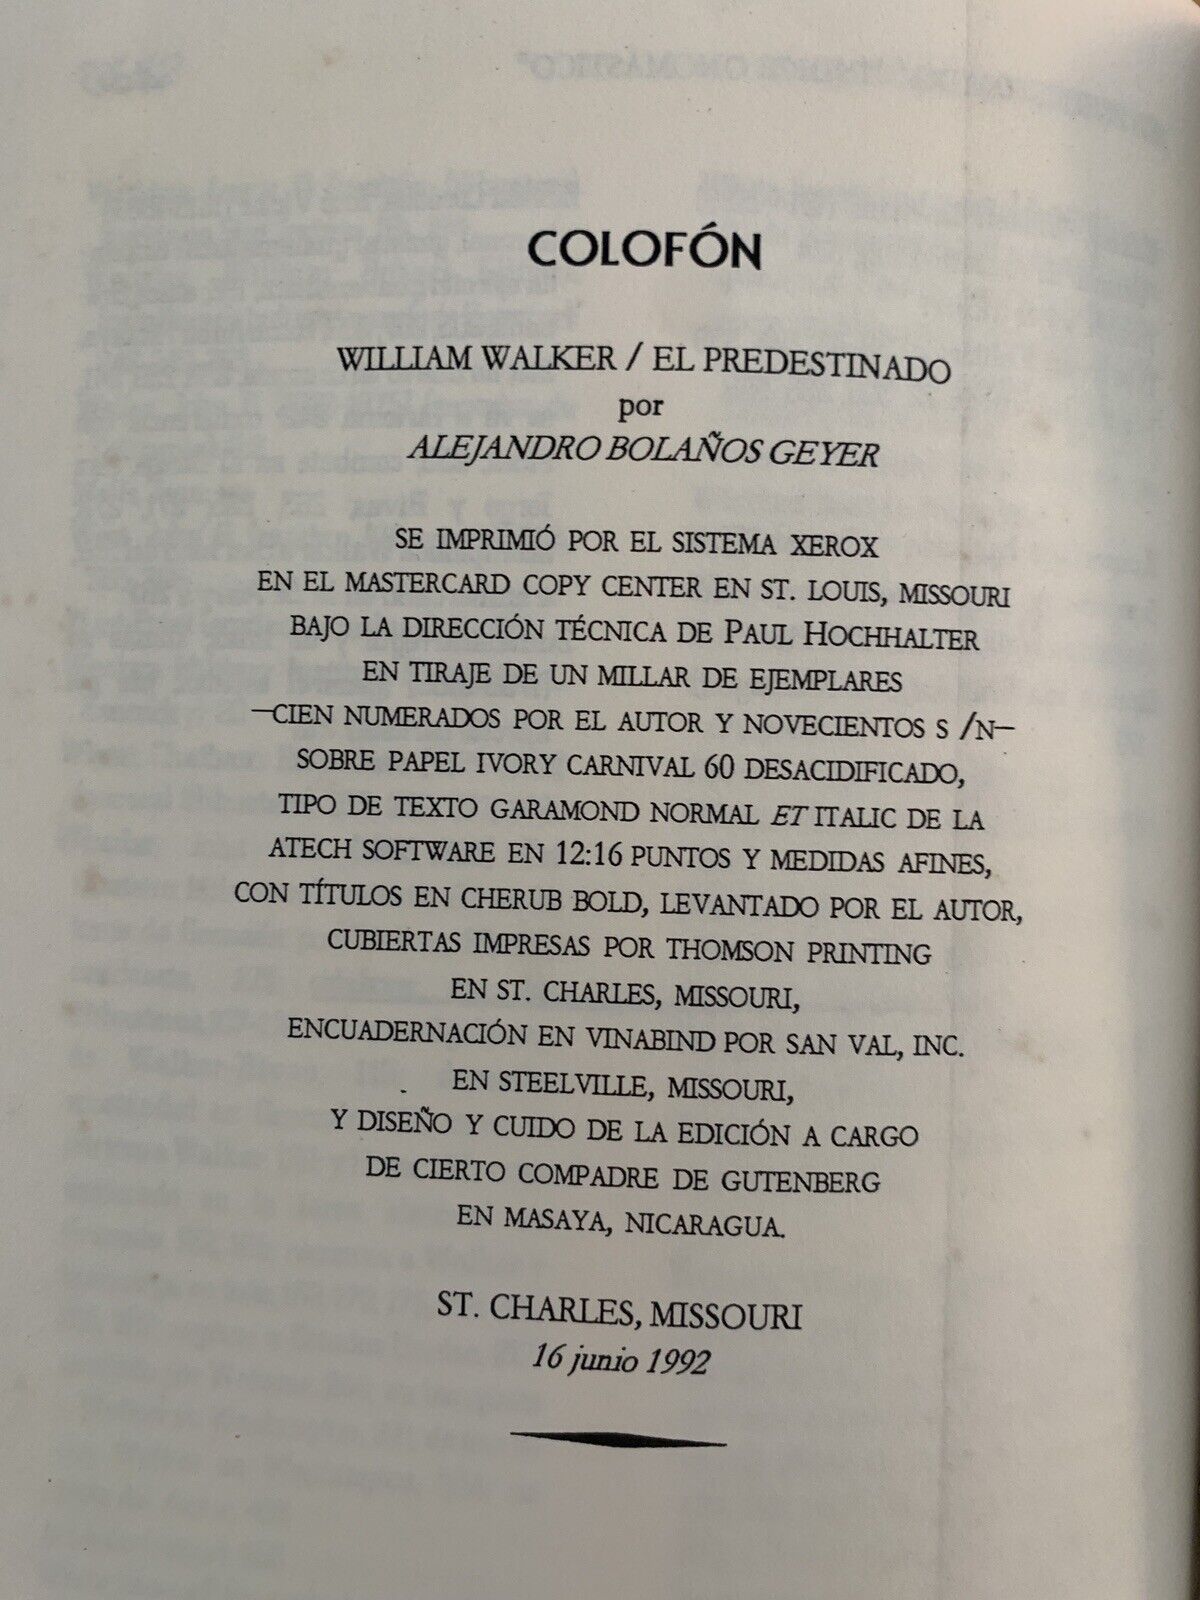 COLOFÓN
WILLIAM WALKER / EL PREDESTINADO
por
ALEJANDRO BOLAÑOS GEYER
SE IMPRIMIÓ POR EL SISTEMA XEROX
EN EL MASTERCARD COPY CENTER EN ST. LOUIS, MISSOURI
BAJO LA DIRECCIÓN TÉCNICA DE PAUL HOCHHALTER
EN TIRAJE DE UN MILLAR DE EJEMPLARES
—CIEN NUMERADOS POR EL AUTOR Y NOVECIENTOS S /N—
SOBRE PAPEL IVORY CARNIVAL 60 DESACIDIFICADO,
TIPO DE TEXTO GARAMOND NORMAL ET ITALIC DE LA
ATECH SOFTWARE EN 12:16 PUNTOS Y MEDIDAS AFINES,
CON TÍTULOS EN CHERUB BOLD, LEVANTADO POR EL AUTOR,
CUBIERTAS IMPRESAS POR THOMSON PRINTING
EN ST. CHARLES, MISSOURI,
ENCUADERNACIÓN EN VINABIND POR SAN VAL, INC.
EN STEELVILLE, MISSOURI,
Y DISEÑO Y CUIDO DE LA EDICIÓN A CARGO
DE CIERTO COMPADRE DE GUTENBERG
EN MASAYA, NICARAGUA.
ST. CHARLES, MISSOURI
16 junio 1992